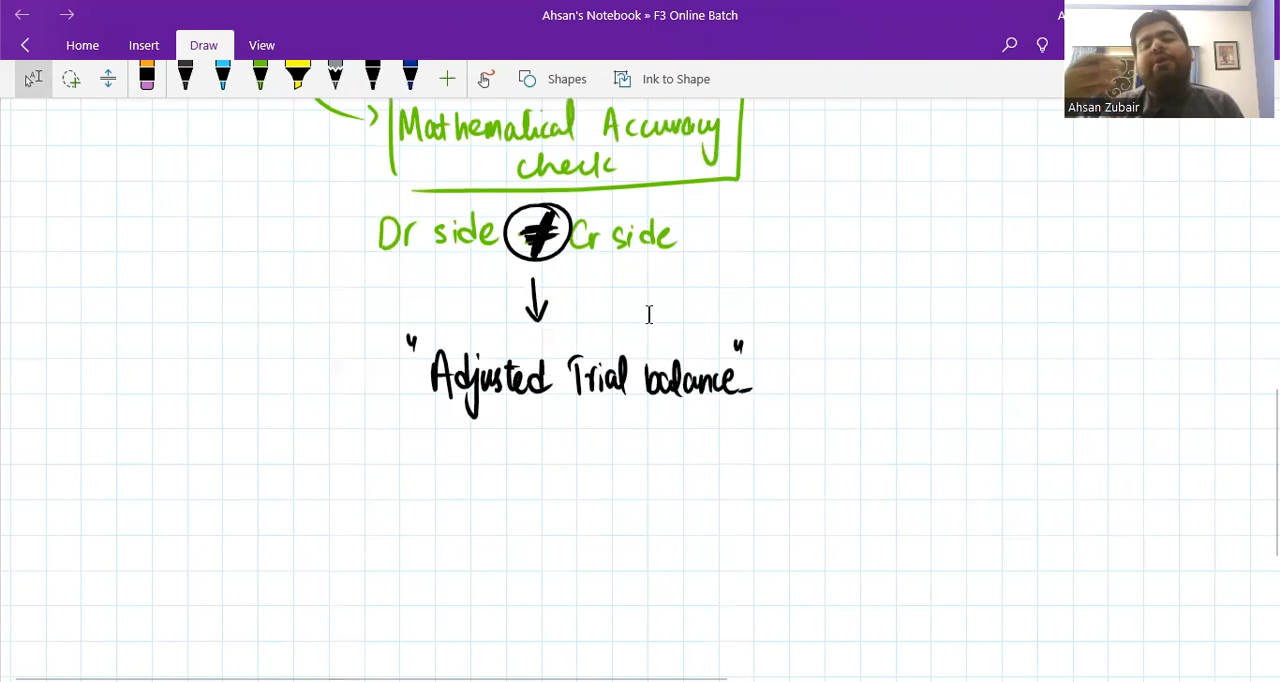 Ahsan's Notebook » F3 Online Batch
Home Insert Draw View
Shapes Ink to Shape
Ahsan Zubair
Mathematical Accuracy
check
Dr side ≠ Cr side
↓
"Adjusted Trial balance"